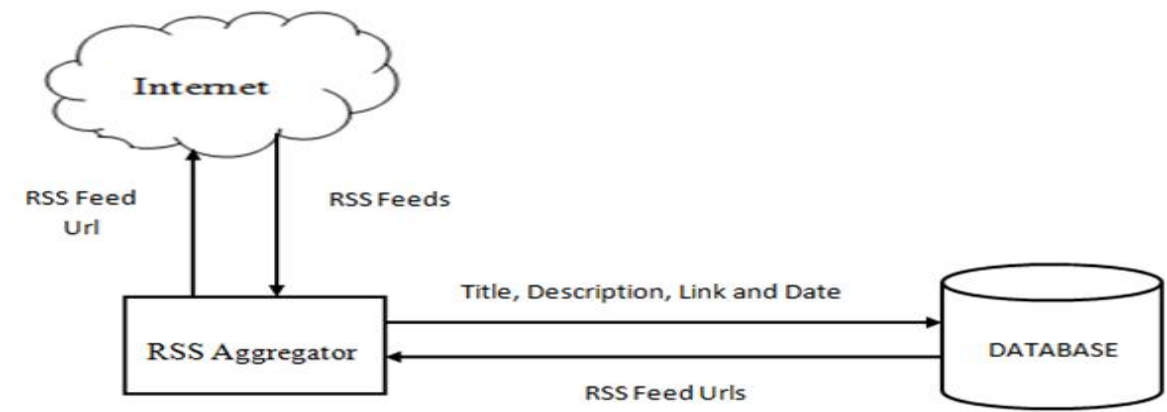 Internet
RSS Feed
Url
RSS Feeds
Title, Description, Link and Date
RSS Aggregator
DATABASE
RSS Feed Urls